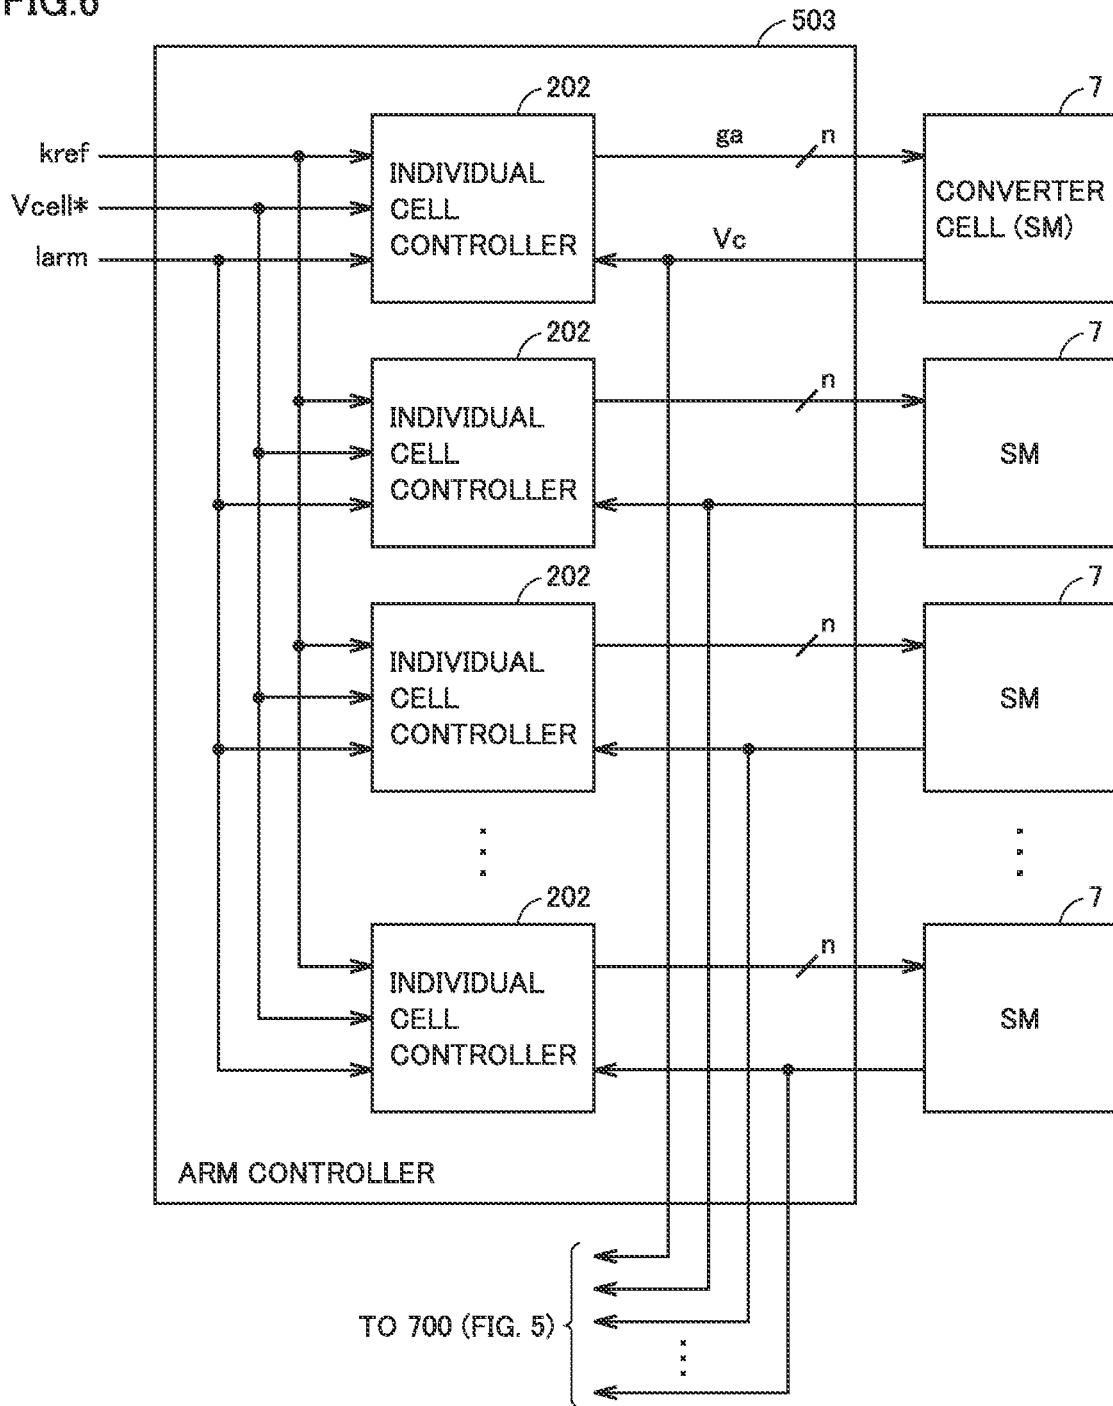 FIG.6
503
202
7
kref
Vcell*
Iarm
INDIVIDUAL
CELL
CONTROLLER
ga
n
Vc
CONVERTER
CELL (SM)
202
7
INDIVIDUAL
CELL
CONTROLLER
n
SM
202
7
INDIVIDUAL
CELL
CONTROLLER
n
SM
202
7
INDIVIDUAL
CELL
CONTROLLER
n
SM
ARM CONTROLLER
TO 700 (FIG. 5)